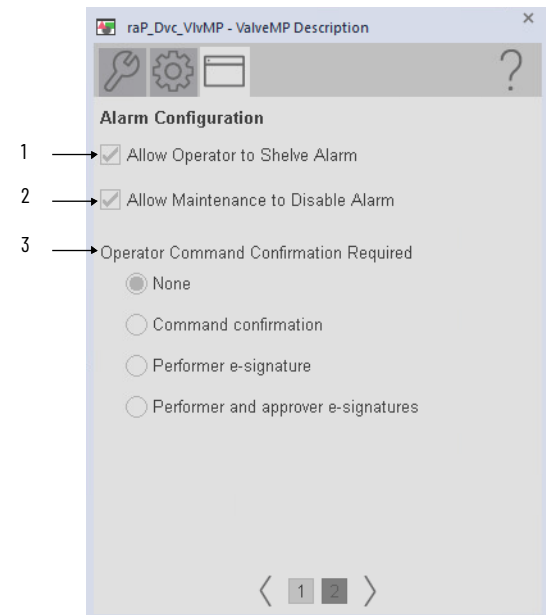 raP_Dvc_VlvMP - ValveMP Description
×
?
Alarm Configuration
1
Allow Operator to Shelve Alarm
2
Allow Maintenance to Disable Alarm
3
Operator Command Confirmation Required
None
Command confirmation
Performer e-signature
Performer and approver e-signatures
1 2